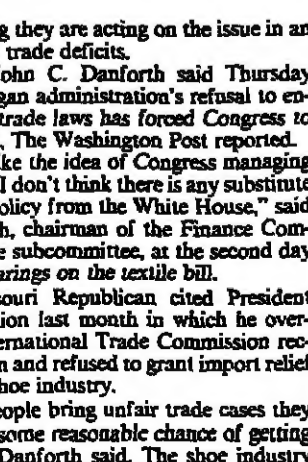 g they are acting on the issue in an
trade deficits.
ohn C. Danforth said Thursday
gan administration's refusal to en-
trade laws has forced Congress to
, The Washington Post reported.
ke the idea of Congress managing
I don't think there is any substitute
olicy from the White House," said
h, chairman of the Finance Com-
e subcommittee, at the second day
arings on the textile bill.
souri Republican cited President
ion last month in which he over-
ernational Trade Commission rec-
n and refused to grant import relief
hoe industry.
eople bring unfair trade cases they
some reasonable chance of getting
Danforth said. The shoe industry